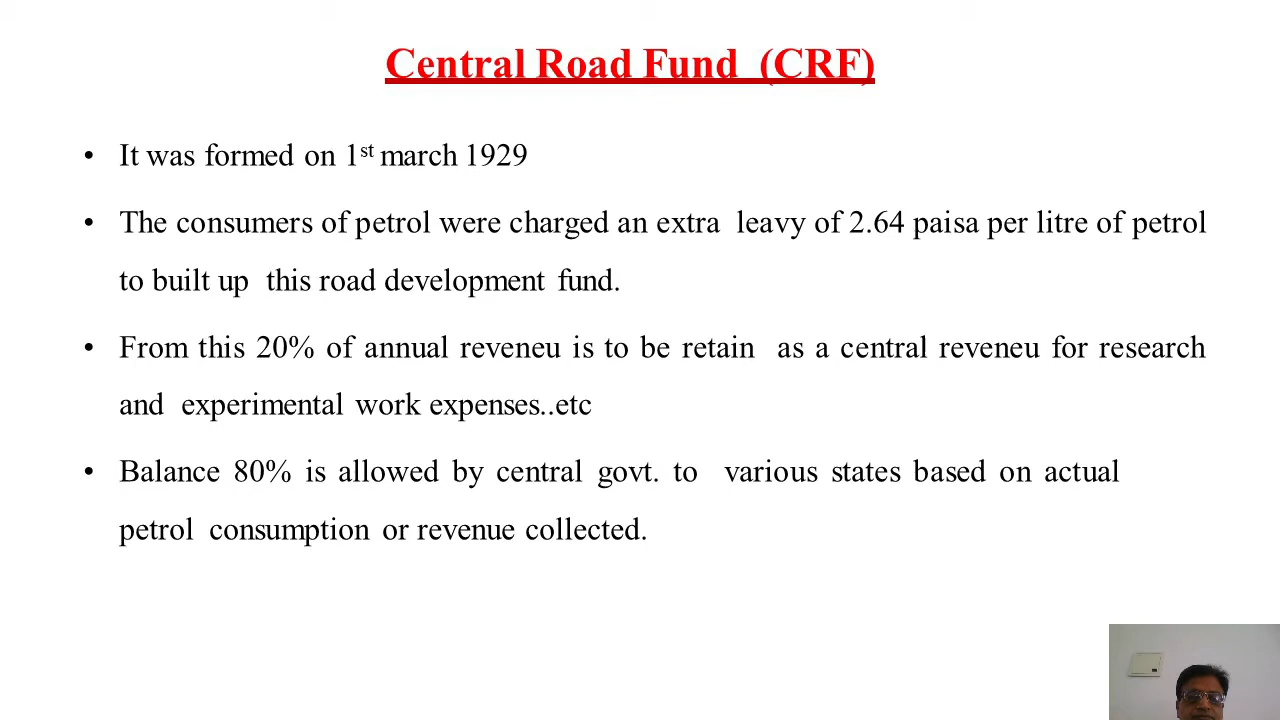 Central Road Fund (CRF)
• It was formed on 1st march 1929
• The consumers of petrol were charged an extra leavy of 2.64 paisa per litre of petrol
to built up this road development fund.
• From this 20% of annual reveneu is to be retain as a central reveneu for research
and experimental work expenses..etc
• Balance 80% is allowed by central govt. to various states based on actual
petrol consumption or revenue collected.